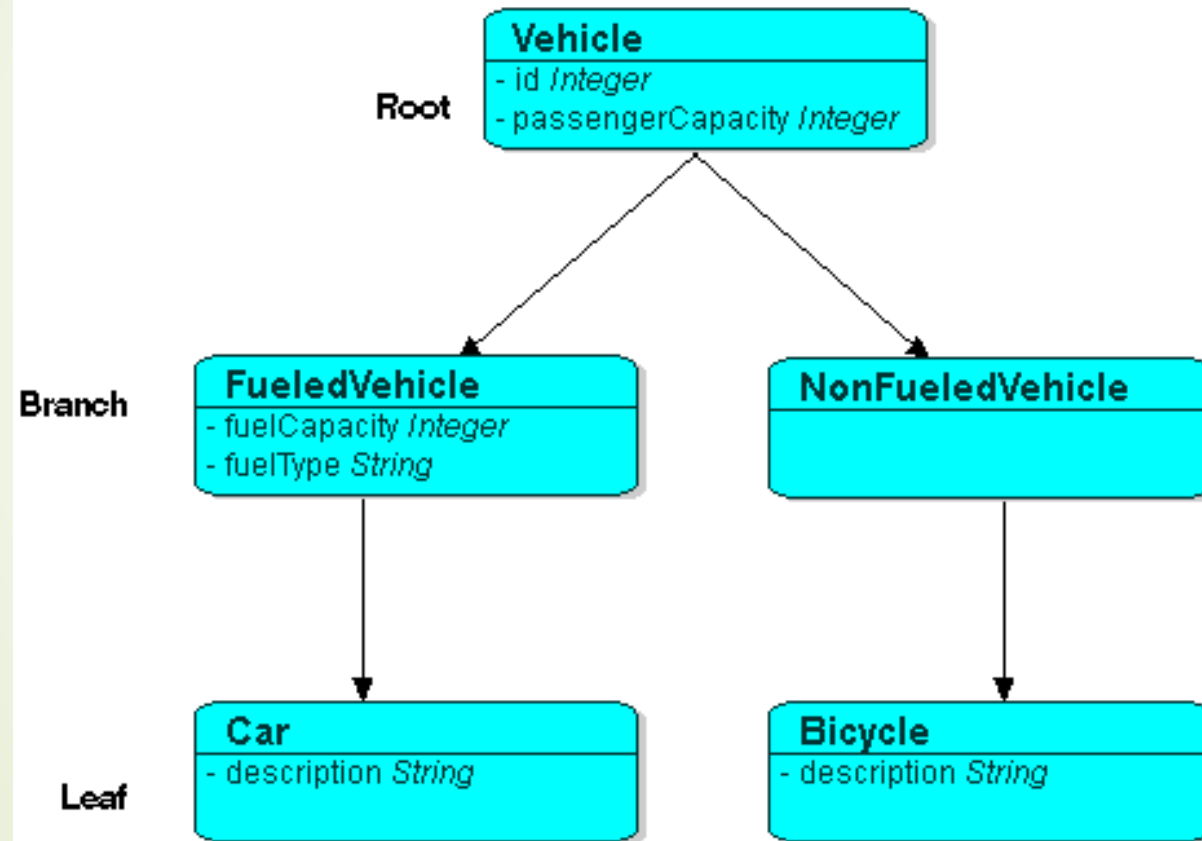 Vehicle
- id Integer
- passengerCapacity Integer
Root
FueledVehicle
- fuelCapacity Integer
- fuelType String
NonFueledVehicle
Branch
Car
- description String
Bicycle
- description String
Leaf